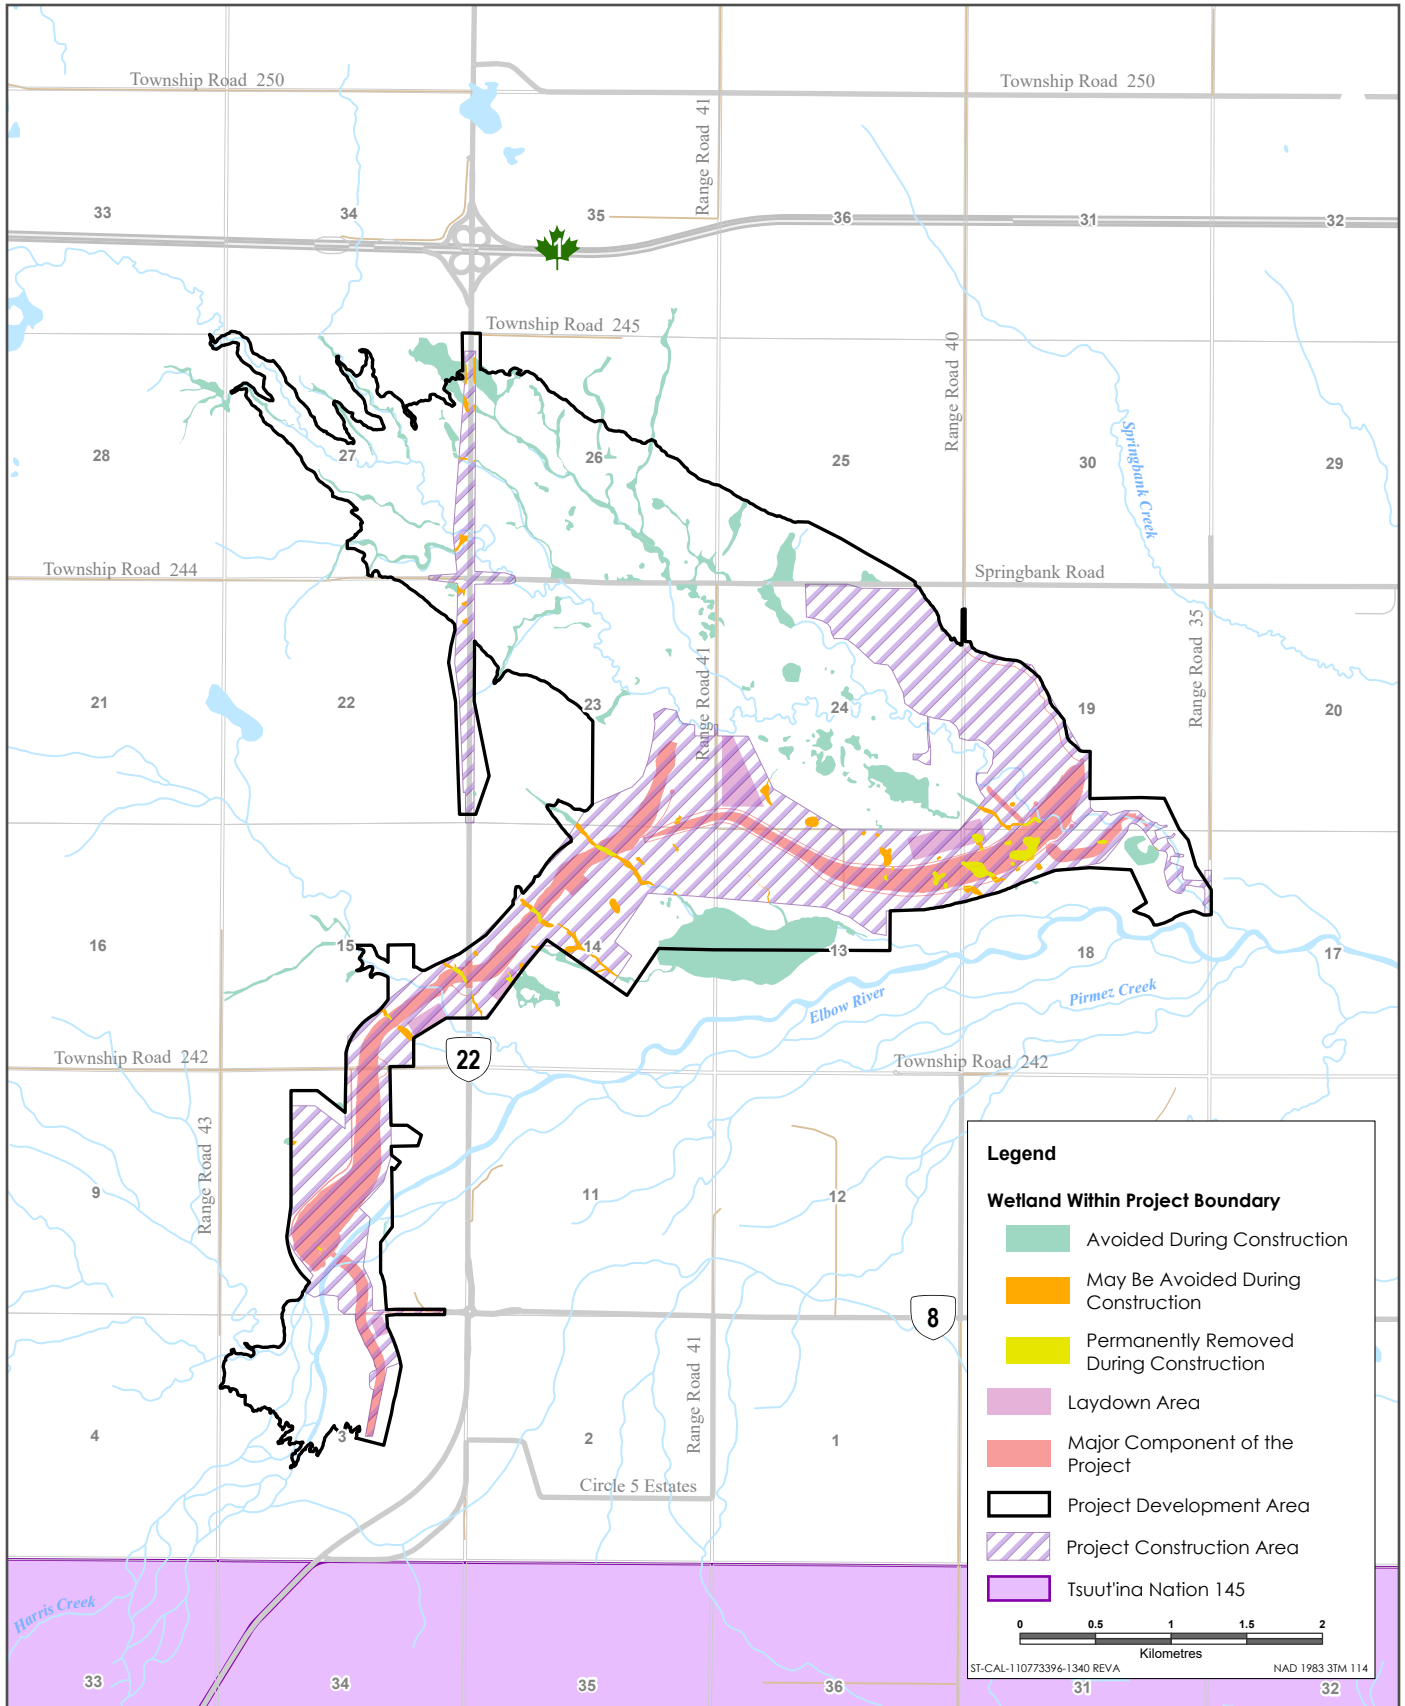 Township Road 250
Township Road 250
Range Road 41
33
34
35
36
31
32
1
Township Road 245
Range Road 40
28
27
26
25
30
29
Springbank Creek
Township Road 244
Springbank Road
Range Road 41
Range Road 35
21
22
23
24
19
20
16
15
14
13
18
17
Elbow River
Pirmez Creek
Township Road 242
22
Township Road 242
Range Road 43
9
11
12
8
Range Road 41
4
3
2
1
Circle 5 Estates
Harris Creek
33
34
35
36
31
32
Legend
Wetland Within Project Boundary
Avoided During Construction
May Be Avoided During
Construction
Permanently Removed
During Construction
Laydown Area
Major Component of the
Project
Project Development Area
Project Construction Area
Tsuut'ina Nation 145
0 0.5 1 1.5 2
Kilometres
ST-CAL-110773396-1340 REVA
NAD 1983 3TM 114